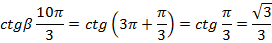 ctgβ 10π/3 = ctg (3π + π/3) = ctg π/3 = √3/3